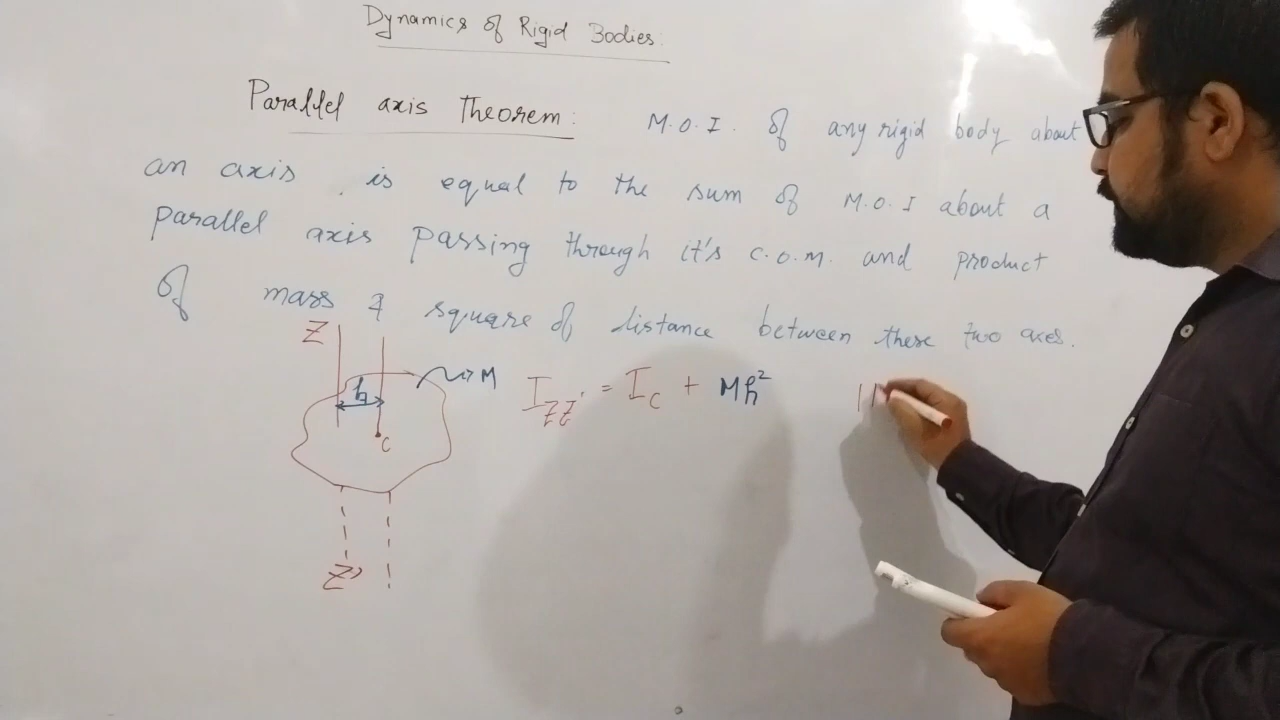 Dynamics of Rigid Bodies:
Parallel axis Theorem: M.O.I. of any rigid body about
an axis is equal to the sum of M.O.I about a
parallel axis passing through it's C.O.M. and product
of mass & square of distance between these two axes.
Z
h
M
C
I_{ZZ'} = I_C + Mh²
Z'